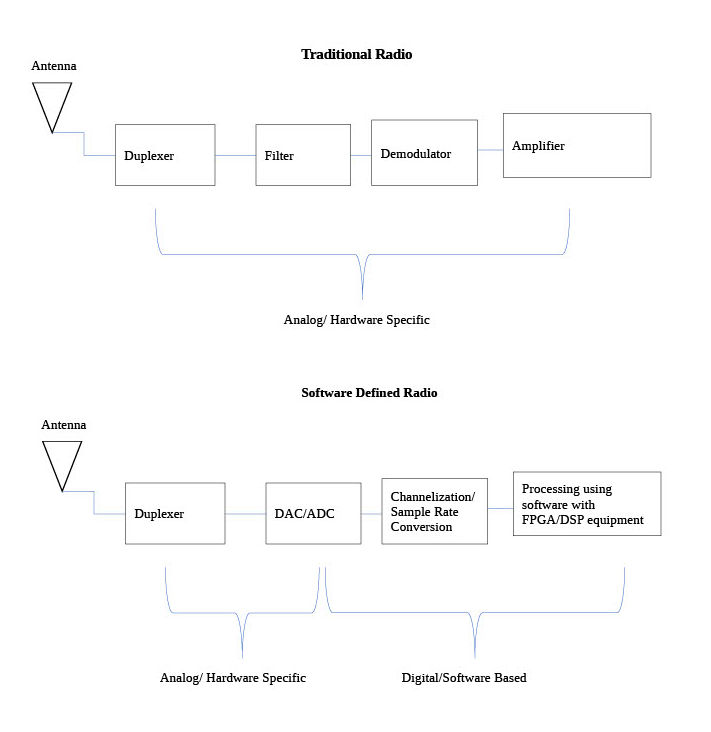 Traditional Radio
Antenna
Duplexer
Filter
Demodulator
Amplifier
Analog/ Hardware Specific
Software Defined Radio
Antenna
Duplexer
DAC/ADC
Channelization/
Sample Rate
Conversion
Processing using
software with
FPGA/DSP equipment
Analog/ Hardware Specific
Digital/Software Based